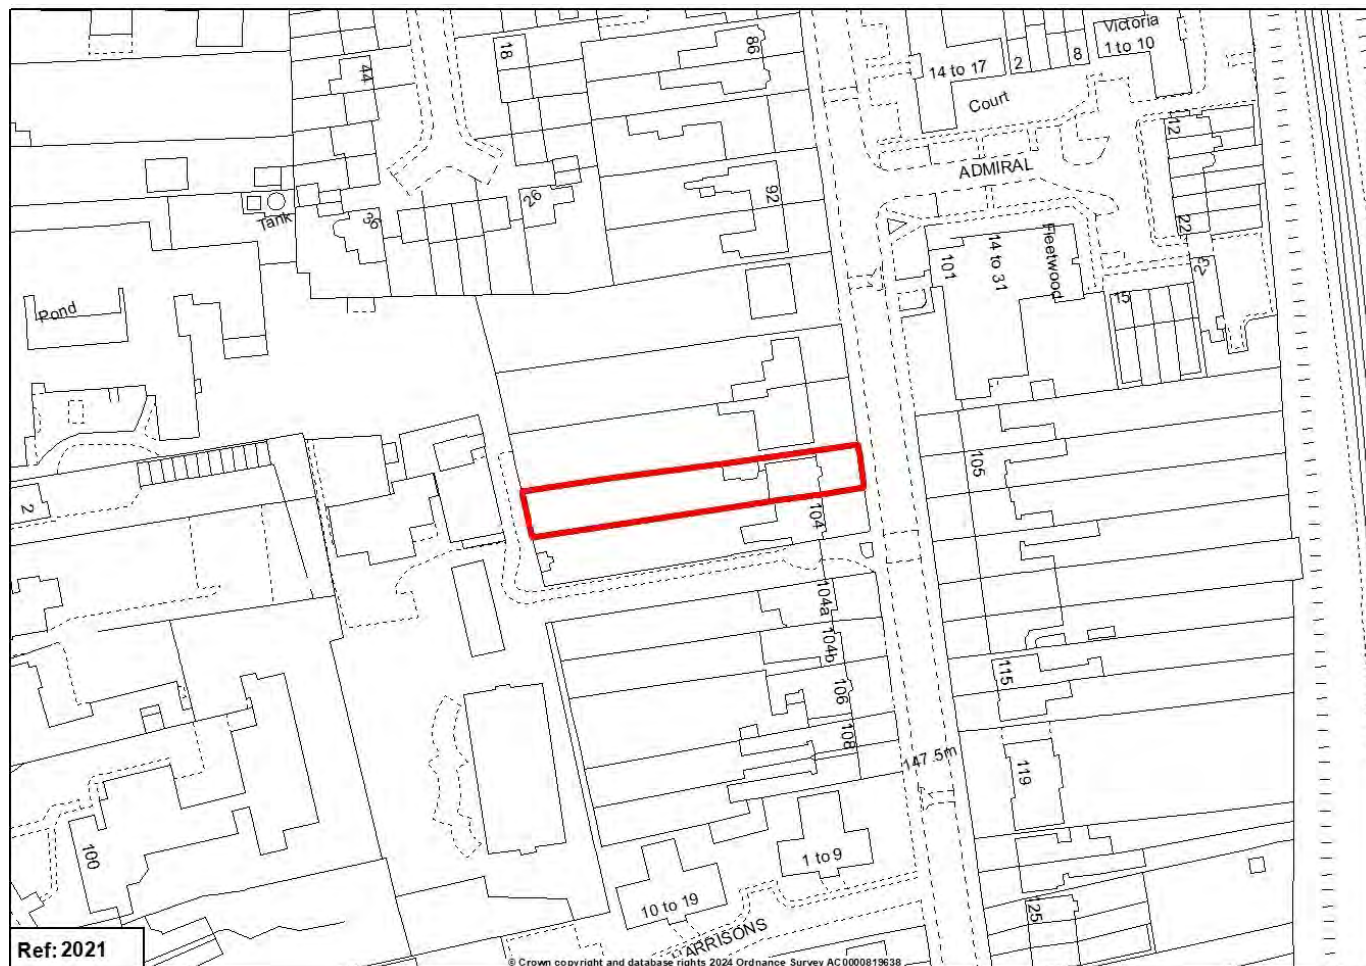 Victoria
1 to 10
8
2
14 to 17
Court
86
18
44
12
ADMIRAL
92
26
36
Tank
22
23
Fleetwood
14 to 31
101
15
Pond
105
2
104
104a
104b
115
106
108
147.5m
119
100
1 to 9
10 to 19
125
ARRISONS
Ref: 2021
© Crown copyright and database rights 2024 Ordnance Survey AC0000819638